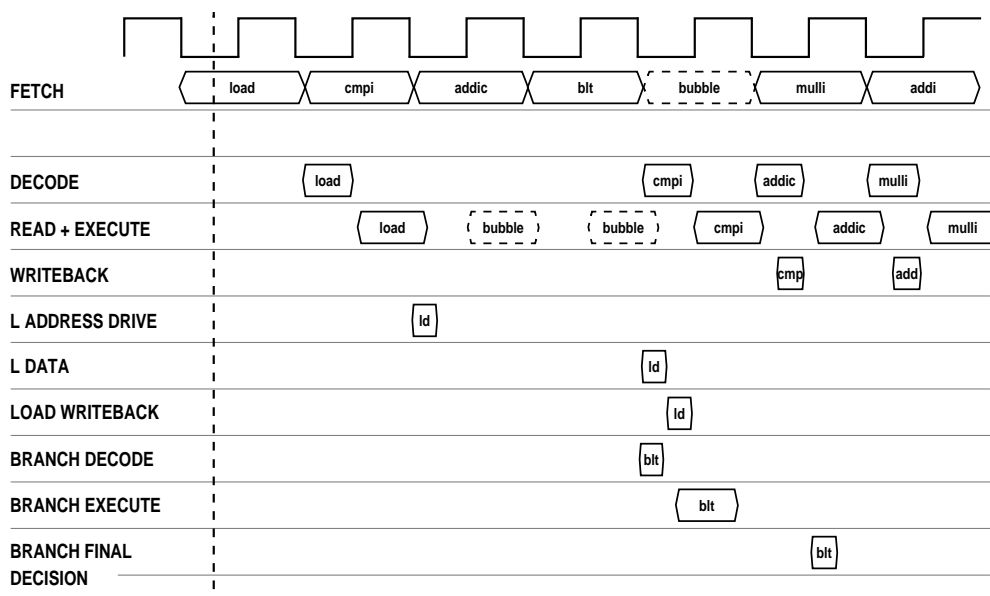 FETCH load cmpi addic blt bubble mulli addi
DECODE load cmpi addic mulli
READ + EXECUTE load bubble bubble cmpi addic mulli
WRITEBACK cmp add
L ADDRESS DRIVE ld
L DATA ld
LOAD WRITEBACK ld
BRANCH DECODE blt
BRANCH EXECUTE blt
BRANCH FINAL blt
DECISION